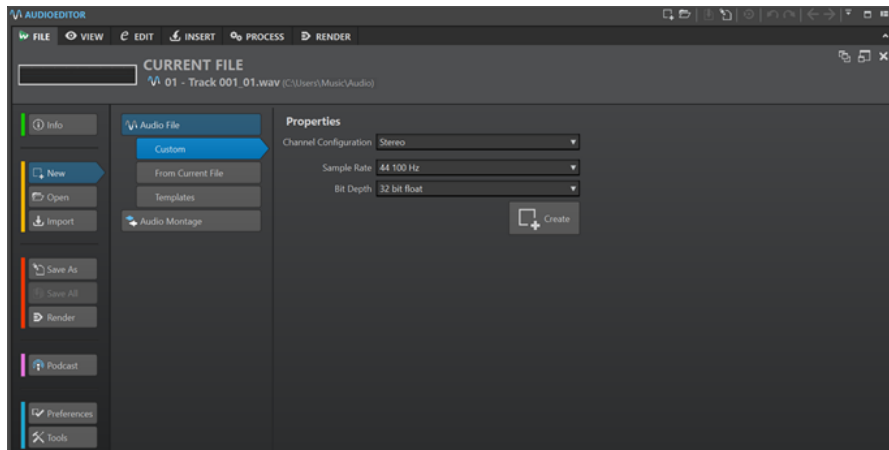 AUDIOEDITOR
FILE VIEW EDIT INSERT PROCESS RENDER
CURRENT FILE
01 - Track 001_01.wav (C:\Users\Music\Audio)
Info
New
Open
Import
Save As
Save All
Render
Podcast
Preferences
Tools
Audio File
Custom
From Current File
Templates
Audio Montage
Properties
Channel Configuration Stereo
Sample Rate 44 100 Hz
Bit Depth 32 bit float
Create